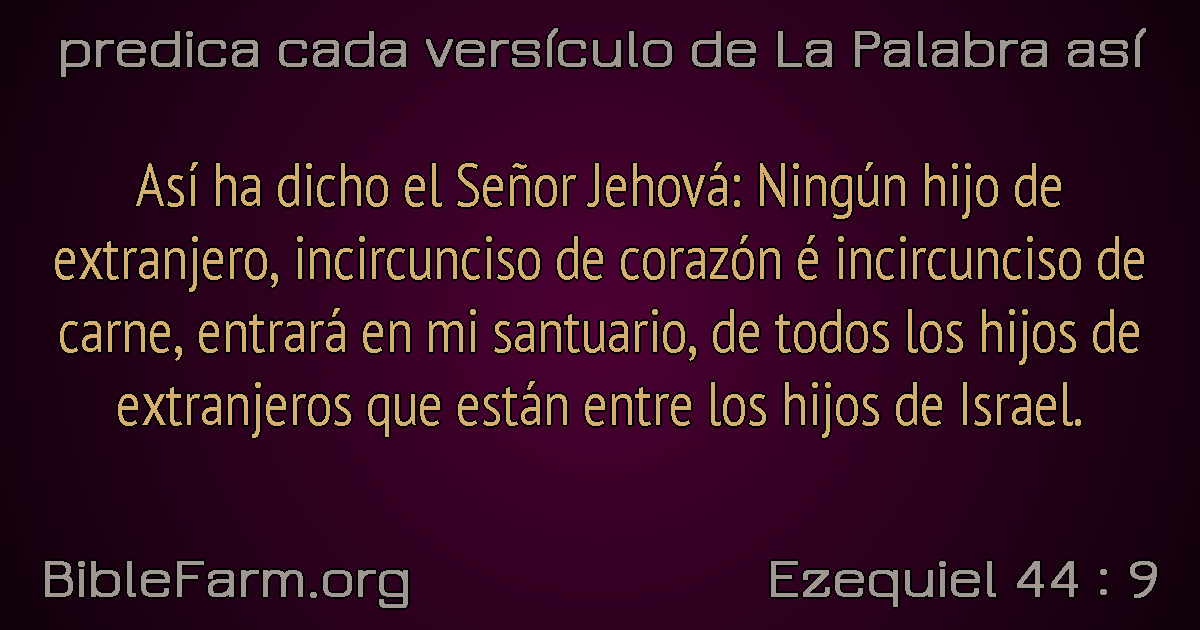 predica cada versículo de La Palabra así
Así ha dicho el Señor Jehová: Ningún hijo de
extranjero, incircunciso de corazón é incircunciso de
carne, entrará en mi santuario, de todos los hijos de
extranjeros que están entre los hijos de Israel.
BibleFarm.org
Ezequiel 44 : 9